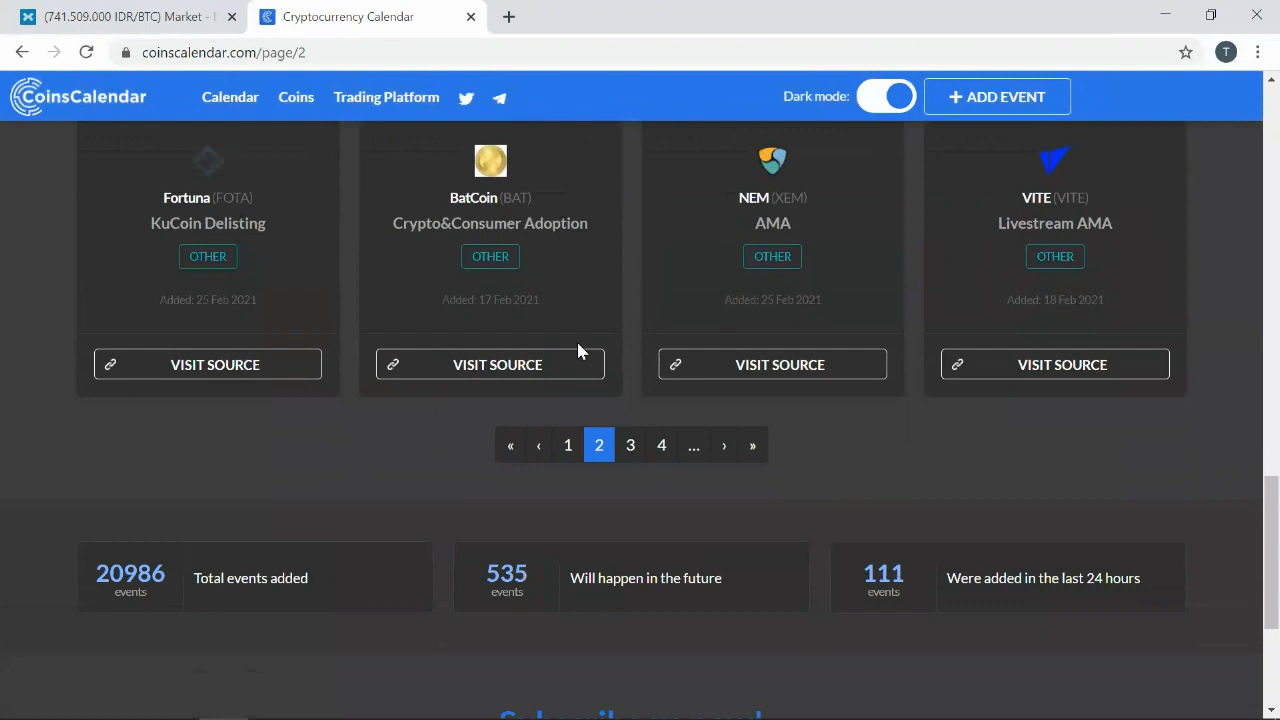 (741.509.000 IDR/BTC) Market -
Cryptocurrency Calendar
coinscalendar.com/page/2
T
CoinsCalendar
Calendar
Coins
Trading Platform
Dark mode:
+ ADD EVENT
Fortuna (FOTA)
KuCoin Delisting
OTHER
Added: 25 Feb 2021
VISIT SOURCE
BatCoin (BAT)
Crypto&Consumer Adoption
OTHER
Added: 17 Feb 2021
VISIT SOURCE
NEM (XEM)
AMA
OTHER
Added: 25 Feb 2021
VISIT SOURCE
VITE (VITE)
Livestream AMA
OTHER
Added: 18 Feb 2021
VISIT SOURCE
« ‹ 1 2 3 4 ... › »
20986
events
Total events added
535
events
Will happen in the future
111
events
Were added in the last 24 hours